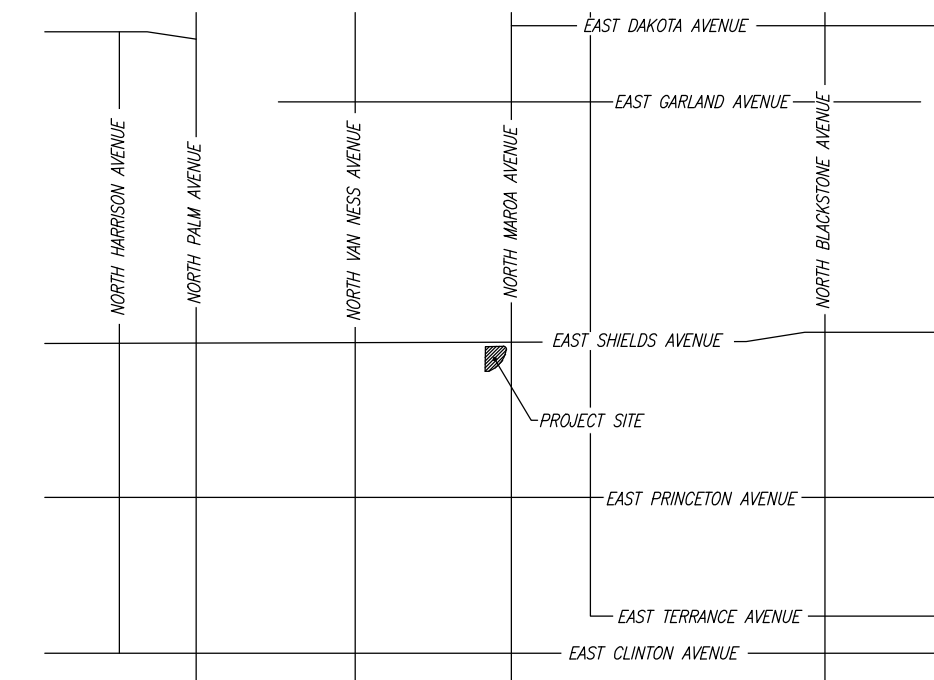 EAST DAKOTA AVENUE
EAST GARLAND AVENUE
NORTH HARRISON AVENUE
NORTH PALM AVENUE
NORTH VAN NESS AVENUE
NORTH MAROA AVENUE
NORTH BLACKSTONE AVENUE
EAST SHIELDS AVENUE
PROJECT SITE
EAST PRINCETON AVENUE
EAST TERRANCE AVENUE
EAST CLINTON AVENUE